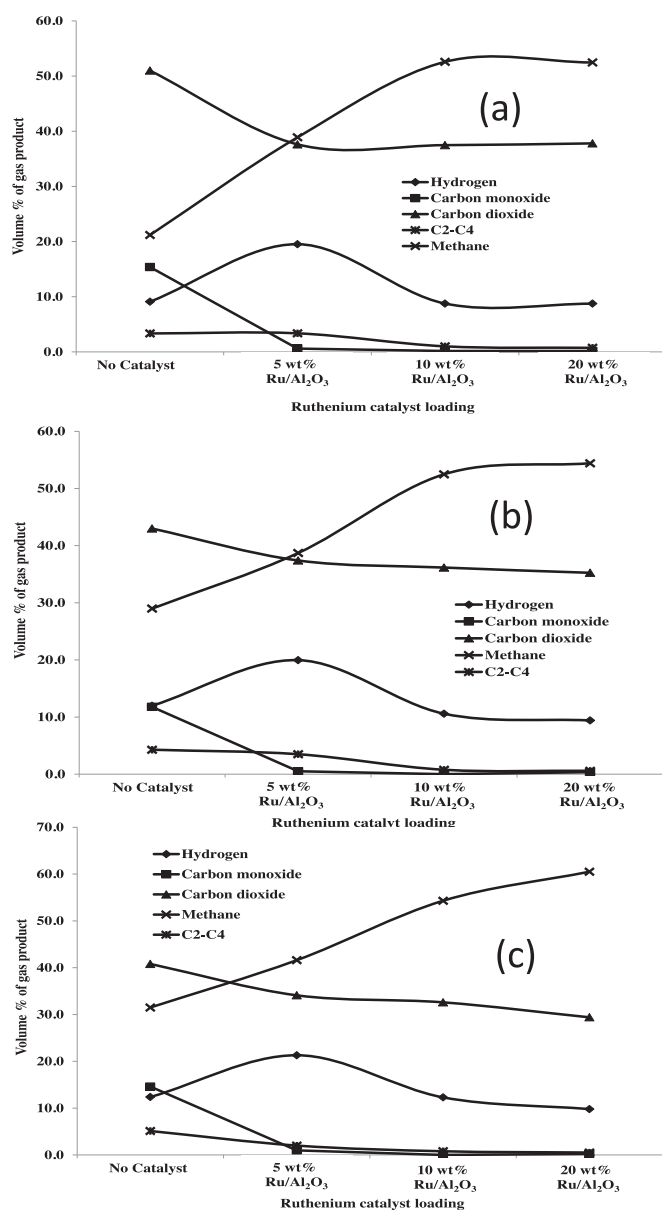 60.0
50.0
40.0
30.0
20.0
10.0
0.0
Volume % of gas product
(a)
Hydrogen
Carbon monoxide
Carbon dioxide
C2-C4
Methane
No Catalyst
5 wt%
Ru/Al₂O₃
10 wt%
Ru/Al₂O₃
20 wt%
Ru/Al₂O₃
Ruthenium catalyst loading
60.0
50.0
40.0
30.0
20.0
10.0
0.0
Volume % of gas product
(b)
Hydrogen
Carbon monoxide
Carbon dioxide
Methane
C2-C4
No Catalyst
5 wt%
Ru/Al₂O₃
10 wt%
Ru/Al₂O₃
20 wt%
Ru/Al₂O₃
Ruthenium catalyt loading
70.0
60.0
50.0
40.0
30.0
20.0
10.0
0.0
Volume % of gas product
Hydrogen
Carbon monoxide
Carbon dioxide
Methane
C2-C4
(c)
No Catalyst
5 wt%
Ru/Al₂O₃
10 wt%
Ru/Al₂O₃
20 wt%
Ru/Al₂O₃
Ruthenium catalyst loading